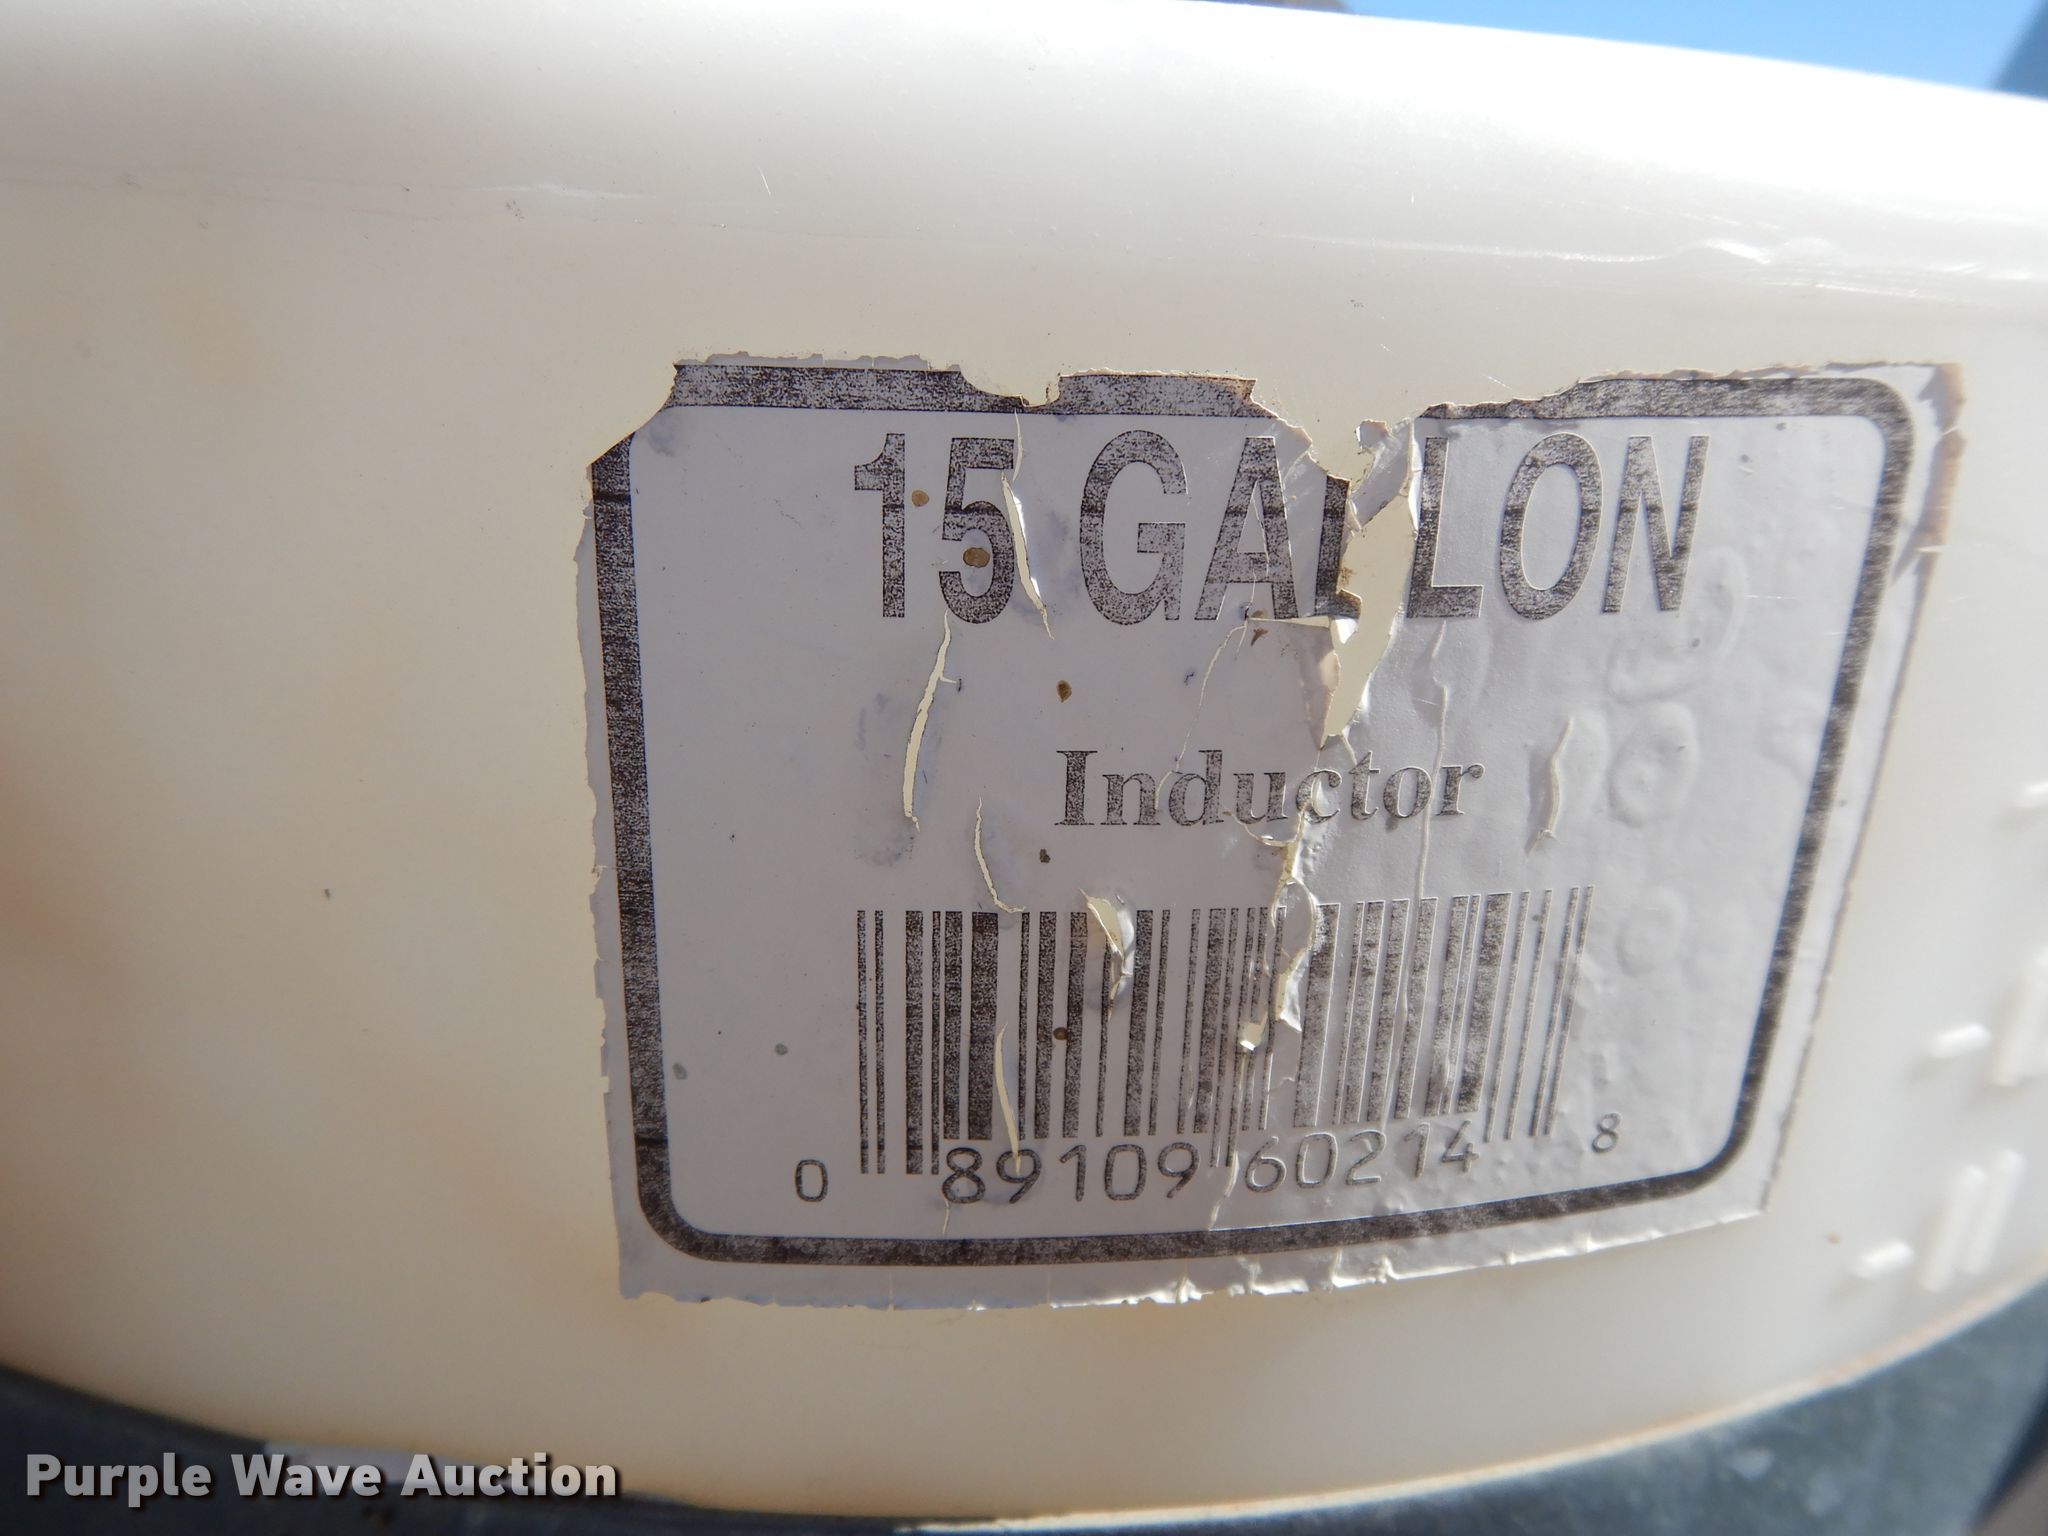 15 GALLON
Inductor
0 89109 60214 8
Purple Wave Auction